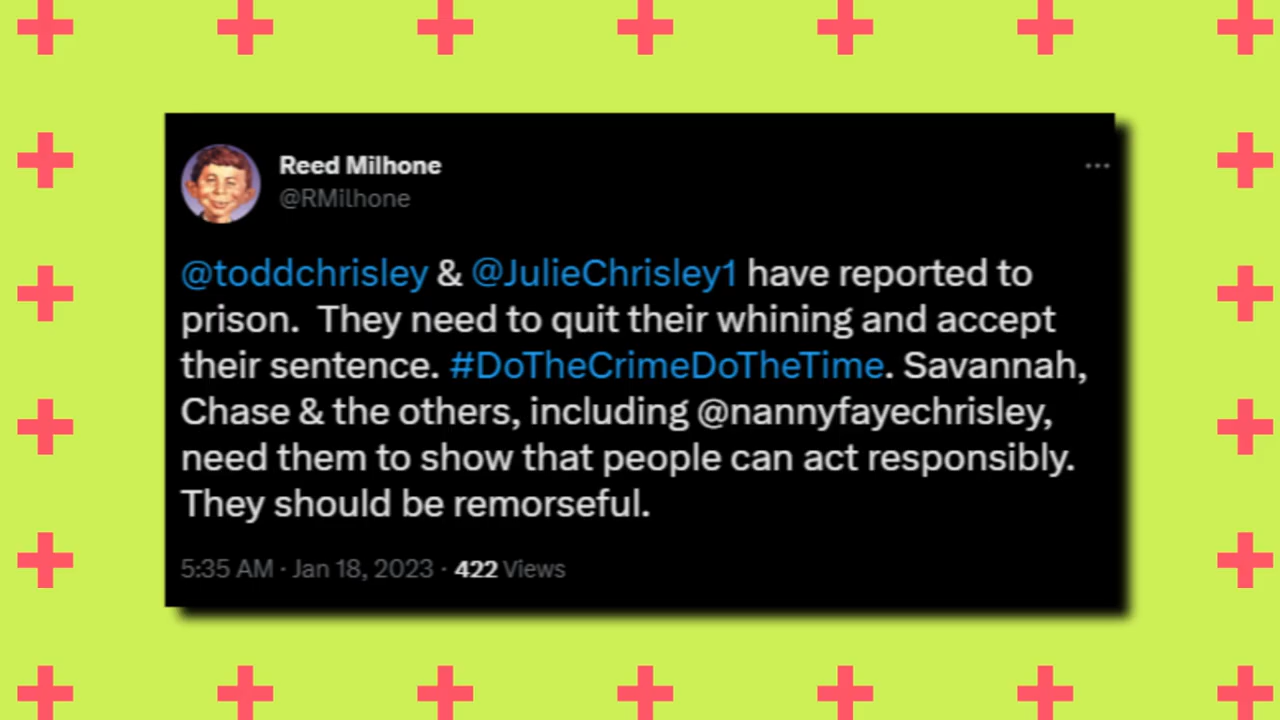 Reed Milhone
@RMilhone
@toddchrisley & @JulieChrisley1 have reported to
prison.  They need to quit their whining and accept
their sentence. #DoTheCrimeDoTheTime. Savannah,
Chase & the others, including @nannyfayechrisley,
need them to show that people can act responsibly.
They should be remorseful.
5:35 AM · Jan 18, 2023 · 422 Views